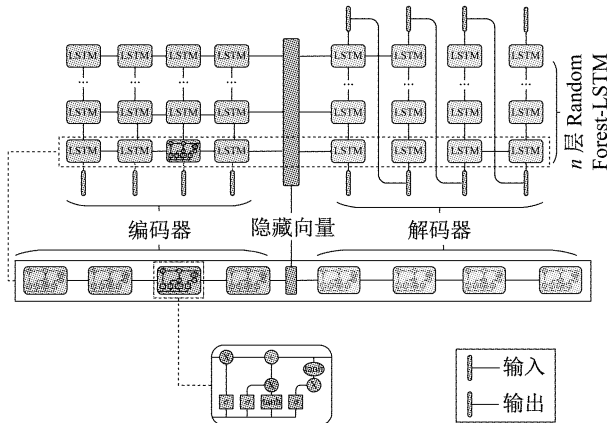 LSTM LSTM LSTM LSTM LSTM LSTM LSTM LSTM
... ... ... ... ... ... ... ...
LSTM LSTM LSTM LSTM LSTM LSTM LSTM LSTM
LSTM LSTM LSTM LSTM LSTM LSTM LSTM
n 层 Random
Forest-LSTM
编码器 隐藏向量 解码器
X
tanh
X X
σ σ tanh σ
输入
输出